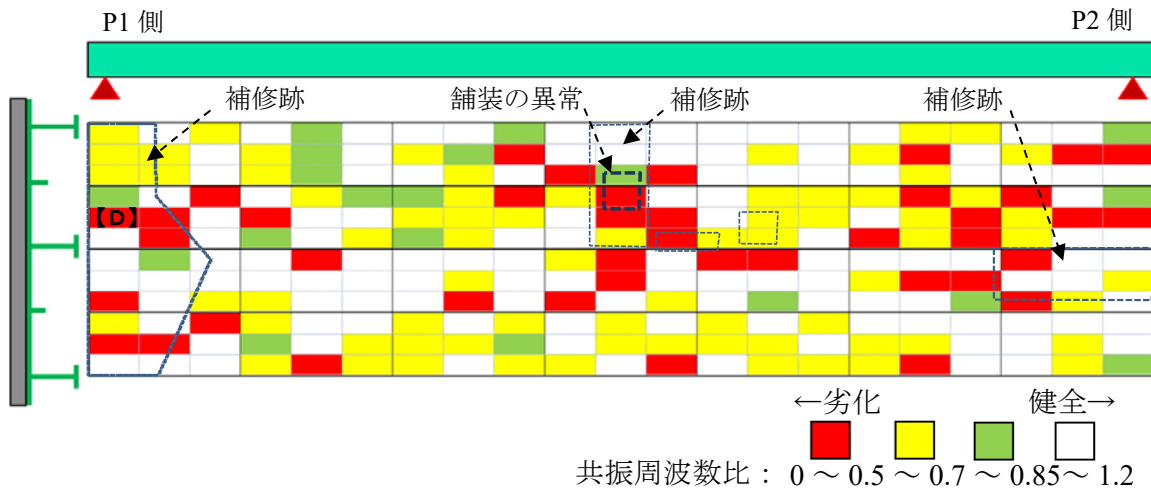 P1 側
P2 側
補修跡
舗装の異常
補修跡
補修跡
【D】
←劣化
健全→
共振周波数比： 0 ～ 0.5 ～ 0.7 ～ 0.85～ 1.2